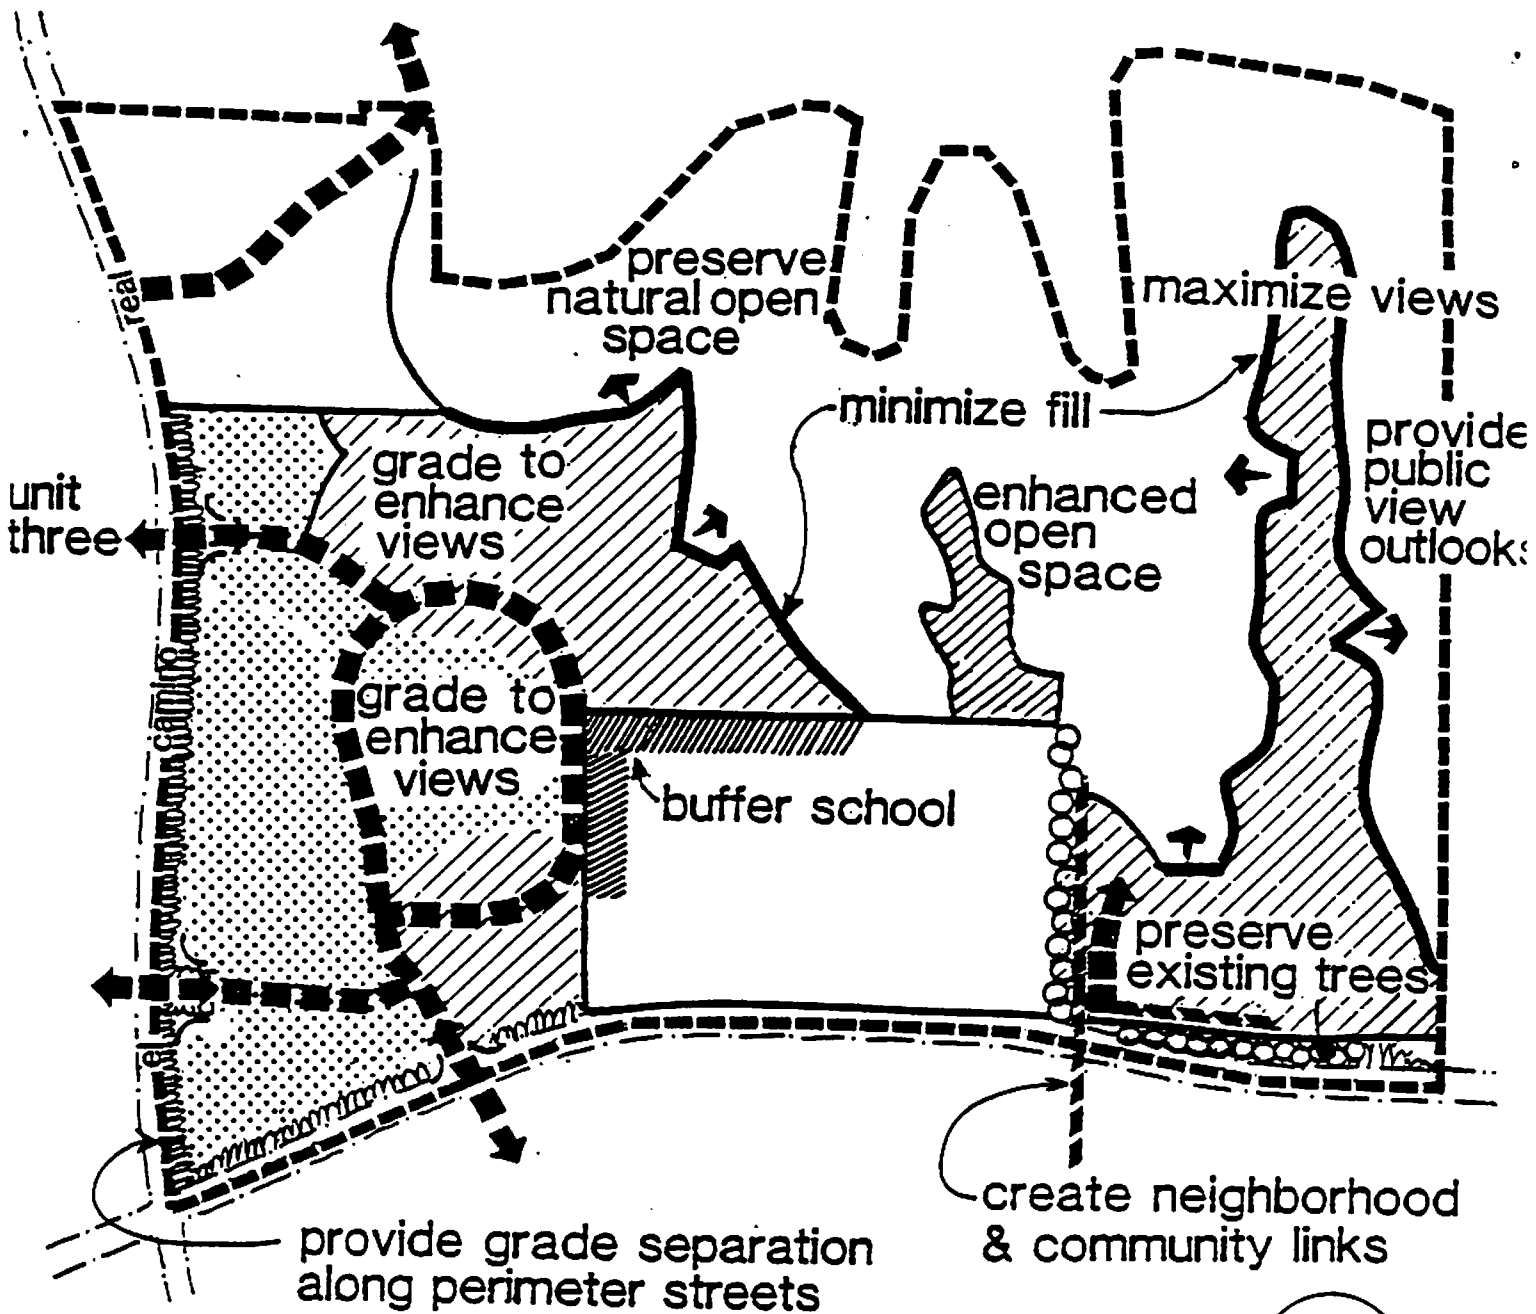 real
preserve
natural open
space
maximize views
minimize fill
provide
public
view
outlooks
grade to
enhance
views
unit
three
enhanced
open
space
camino
grade to
enhance
views
buffer school
preserve
existing trees
el
create neighborhood
& community links
provide grade separation
along perimeter streets